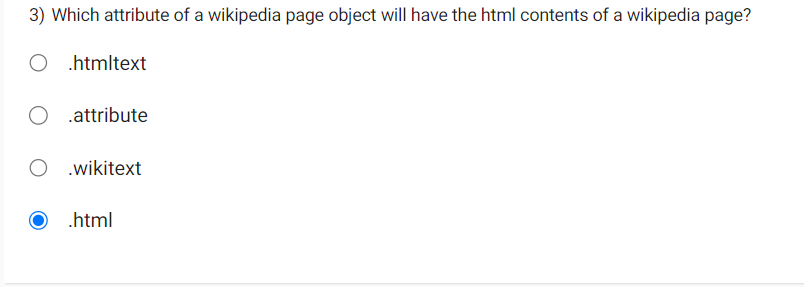 3) Which attribute of a wikipedia page object will have the html contents of a wikipedia page?
.htmltext
.attribute
.wikitext
.html